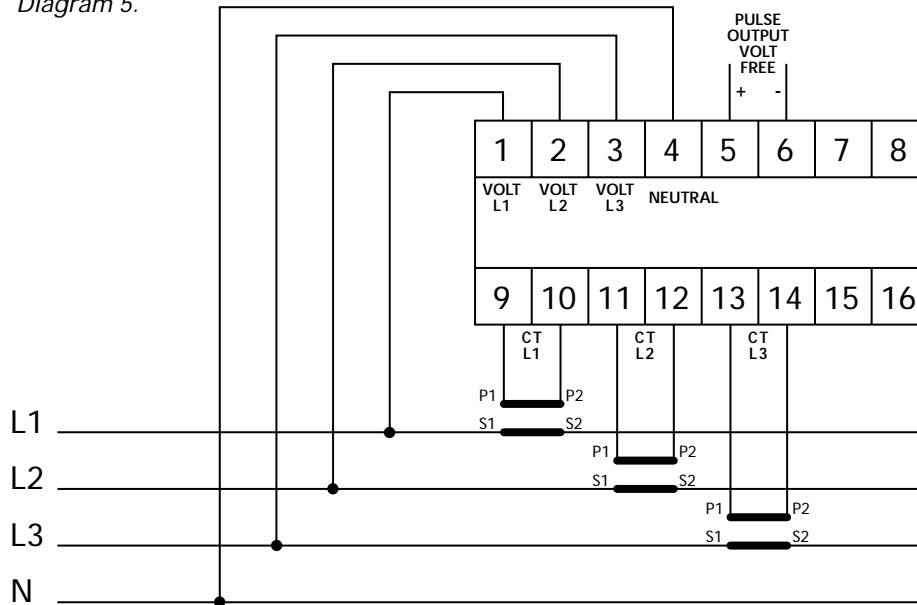 Diagram 5.
PULSE
OUTPUT
VOLT
FREE
+ -
1 2 3 4 5 6 7 8
VOLT L1
VOLT L2
VOLT L3
NEUTRAL
9 10 11 12 13 14 15 16
CT L1
CT L2
CT L3
P1 P2
S1 S2
L1
P1 P2
S1 S2
L2
P1 P2
S1 S2
L3
N